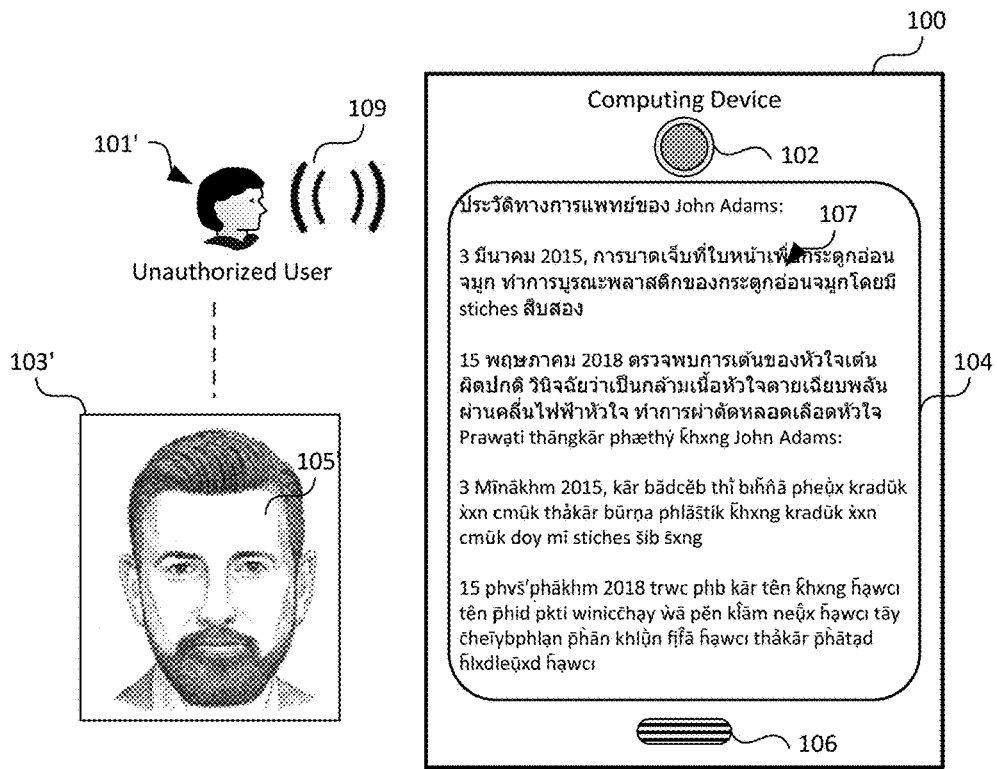 100
Computing Device
109
101'
102
ประวัติทางการแพทย์ของ John Adams:
107
Unauthorized User
3 มีนาคม 2015, การบาดเจ็บที่ใบหน้าเพื่อกระดูกอ่อน
จมูก ทำการบูรณะพลาสติกของกระดูกอ่อนจมูกโดยมี
stiches สิบสอง
103'
15 พฤษภาคม 2018 ตรวจพบการเต้นของหัวใจเต้น
104
ผิดปกติ วินิจฉัยว่าเป็นกล้ามเนื้อหัวใจตายเฉียบพลัน
ผ่านคลื่นไฟฟ้าหัวใจ ทำการผ่าตัดหลอดเลือดหัวใจ
Prawạti thāngkār phæthý k̄hxng John Adams:
105'
3 Mīnākhm 2015, kār bādcĕb thī̀ bıh̄n̂ā pheụ̄̀x kradūk
x̀xn cmūk thảkār būrṇa phlās̄tik k̄hxng kradūk x̀xn
cmūk doy mī stiches s̄ib s̄xng
15 phvs̄'phākhm 2018 trwc phb kār tên k̄hxng h̄ạwcı
tên p̄hid pkti winicc̄hạy ẁā pĕn kl̂ām neụ̄̂x h̄ạwcı tāy
c̄heīybphlạn p̄h̀ān khlụ̄̀n fịf̂ā h̄ạwcı thảkār p̄h̀ātạd
h̄lxdleụ̄xd h̄ạwcı
106